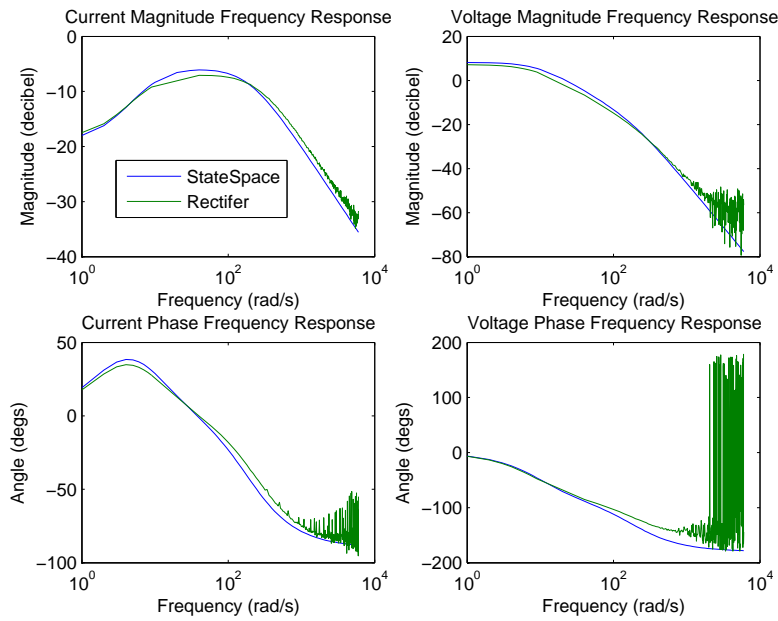 Current Magnitude Frequency Response
0
−10
−20
−30
−40
Magnitude (decibel)
StateSpace
Rectifer
10^0
10^2
10^4
Frequency (rad/s)
Voltage Magnitude Frequency Response
20
0
−20
−40
−60
−80
Magnitude (decibel)
10^0
10^2
10^4
Frequency (rad/s)
Current Phase Frequency Response
50
0
−50
−100
Angle (degs)
10^0
10^2
10^4
Frequency (rad/s)
Voltage Phase Frequency Response
200
100
0
−100
−200
Angle (degs)
10^0
10^2
10^4
Frequency (rad/s)